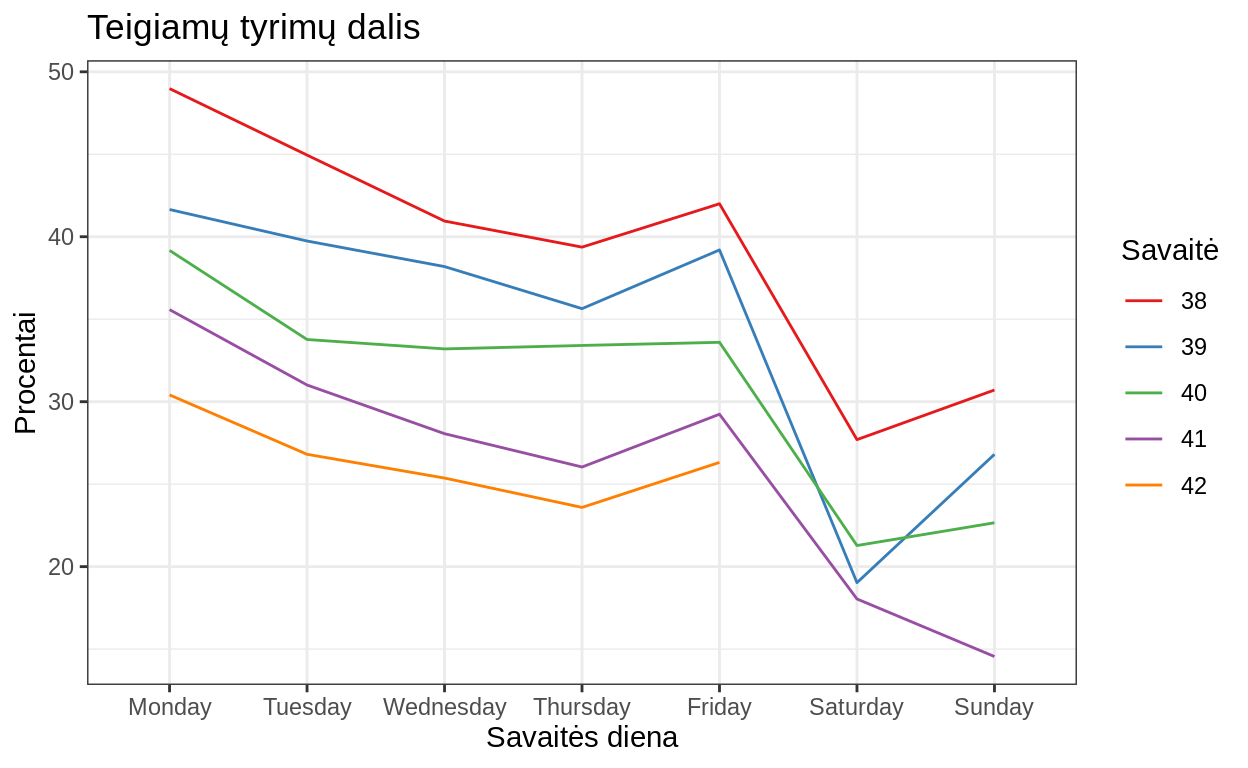 Teigiamų tyrimų dalis
Procentai
50
40
30
20
Monday Tuesday Wednesday Thursday Friday Saturday Sunday
Savaitės diena
Savaitė
38
39
40
41
42